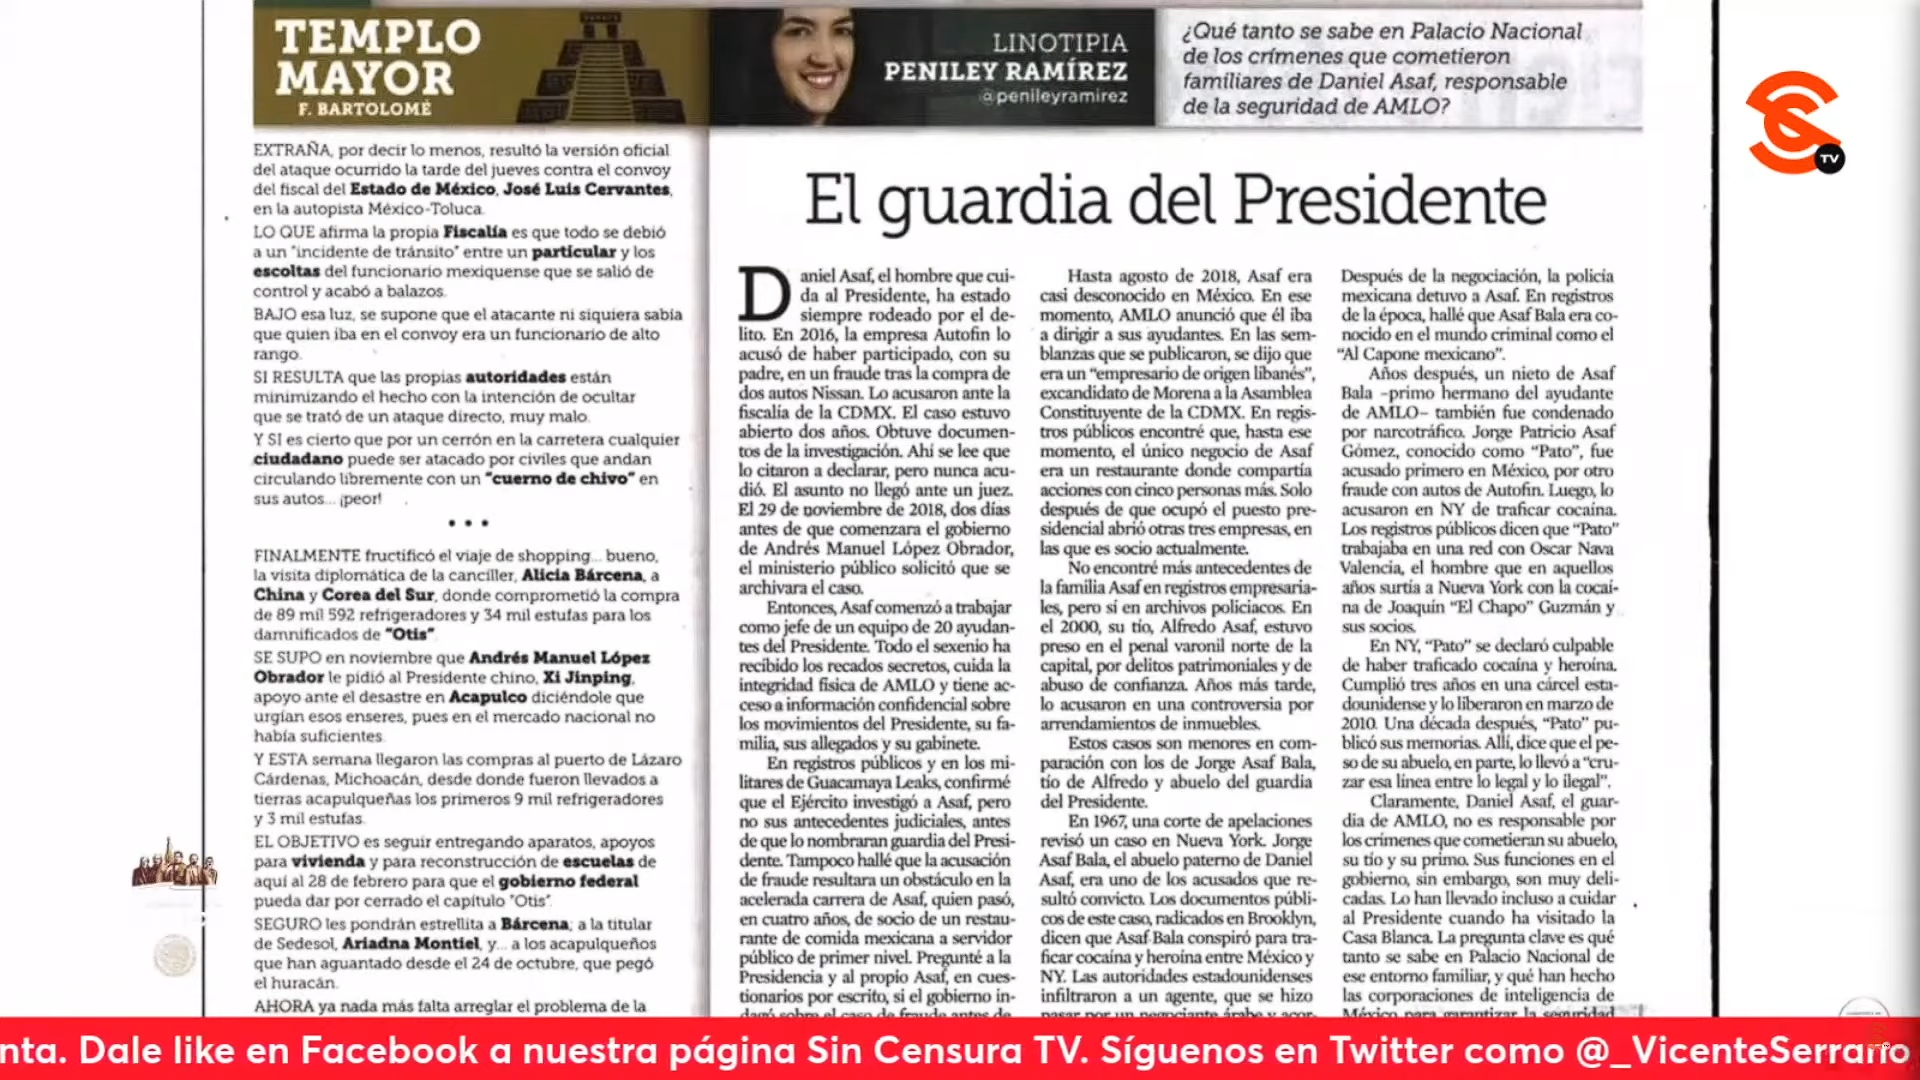 TEMPLO
MAYOR
F. BARTOLOMÉ
LINOTIPIA
PENILEY RAMÍREZ
@penileyramirez
¿Qué tanto se sabe en Palacio Nacional
de los crímenes que cometieron
familiares de Daniel Asaf, responsable
de la seguridad de AMLO?
TV
EXTRAÑA, por decir lo menos, resultó la versión oficial
del ataque ocurrido la tarde del jueves contra el convoy
del fiscal del Estado de México, José Luis Cervantes,
en la autopista México-Toluca.
LO QUE afirma la propia Fiscalía es que todo se debió
a un "incidente de tránsito" entre un particular y los
escoltas del funcionario mexiquense que se salió de
control y acabó a balazos.
BAJO esa luz, se supone que el atacante ni siquiera sabía
que quien iba en el convoy era un funcionario de alto
rango.
SI RESULTA que las propias autoridades están
minimizando el hecho con la intención de ocultar
que se trató de un ataque directo, muy malo.
Y SI es cierto que por un cerrón en la carretera cualquier
ciudadano puede ser atacado por civiles que andan
circulando libremente con un "cuerno de chivo" en
sus autos... ¡peor!
• • •
FINALMENTE fructificó el viaje de shopping... bueno,
la visita diplomática de la canciller, Alicia Bárcena, a
China y Corea del Sur, donde comprometió la compra
de 89 mil 592 refrigeradores y 34 mil estufas para los
damnificados de "Otis".
SE SUPO en noviembre que Andrés Manuel López
Obrador le pidió al Presidente chino, Xi Jinping,
apoyo ante el desastre en Acapulco diciéndole que
urgían esos enseres, pues en el mercado nacional no
había suficientes.
Y ESTA semana llegaron las compras al puerto de Lázaro
Cárdenas, Michoacán, desde donde fueron llevados a
tierras acapulqueñas los primeros 9 mil refrigeradores
y 3 mil estufas.
EL OBJETIVO es seguir entregando aparatos, apoyos
para vivienda y para reconstrucción de escuelas de
aquí al 28 de febrero para que el gobierno federal
pueda dar por cerrado el capítulo "Otis".
SEGURO les pondrán estrellita a Bárcena; a la titular
de Sedesol, Ariadna Montiel, y... a los acapulqueños
que han aguantado desde el 24 de octubre, que pegó
el huracán.
AHORA ya nada más falta arreglar el problema de la
El guardia del Presidente
Daniel Asaf, el hombre que cui-
da al Presidente, ha estado
siempre rodeado por el de-
lito. En 2016, la empresa Autofin lo
acusó de haber participado, con su
padre, en un fraude tras la compra de
dos autos Nissan. Lo acusaron ante la
fiscalía de la CDMX. El caso estuvo
abierto dos años. Obtuve documen-
tos de la investigación. Ahí se lee que
lo citaron a declarar, pero nunca acu-
dió. El asunto no llegó ante un juez.
El 29 de noviembre de 2018, dos días
antes de que comenzara el gobierno
de Andrés Manuel López Obrador,
el ministerio público solicitó que se
archivara el caso.
Entonces, Asaf comenzó a trabajar
como jefe de un equipo de 20 ayudan-
tes del Presidente. Todo el sexenio ha
recibido los recados secretos, cuida la
integridad física de AMLO y tiene ac-
ceso a información confidencial sobre
los movimientos del Presidente, su fa-
milia, sus allegados y su gabinete.
En registros públicos y en los mi-
litares de Guacamaya Leaks, confirmé
que el Ejército investigó a Asaf, pero
no sus antecedentes judiciales, antes
de que lo nombraran guardia del Presi-
dente. Tampoco hallé que la acusación
de fraude resultara un obstáculo en la
acelerada carrera de Asaf, quien pasó,
en cuatro años, de socio de un restau-
rante de comida mexicana a servidor
público de primer nivel. Pregunté a la
Presidencia y al propio Asaf, en cues-
tionarios por escrito, si el gobierno in-
dagó sobre el caso de fraude antes de
Hasta agosto de 2018, Asaf era
casi desconocido en México. En ese
momento, AMLO anunció que él iba
a dirigir a sus ayudantes. En las sem-
blanzas que se publicaron, se dijo que
era un "empresario de origen libanés",
excandidato de Morena a la Asamblea
Constituyente de la CDMX. En regis-
tros públicos encontré que, hasta ese
momento, el único negocio de Asaf
era un restaurante donde compartía
acciones con cinco personas más. Solo
después de que ocupó el puesto pre-
sidencial abrió otras tres empresas, en
las que es socio actualmente.
No encontré más antecedentes de
la familia Asaf en registros empresaria-
les, pero sí en archivos policiacos. En
el 2000, su tío, Alfredo Asaf, estuvo
preso en el penal varonil norte de la
capital, por delitos patrimoniales y de
abuso de confianza. Años más tarde,
lo acusaron en una controversia por
arrendamientos de inmuebles.
Estos casos son menores en com-
paración con los de Jorge Asaf Bala,
tío de Alfredo y abuelo del guardia
del Presidente.
En 1967, una corte de apelaciones
revisó un caso en Nueva York. Jorge
Asaf Bala, el abuelo paterno de Daniel
Asaf, era uno de los acusados que re-
sultó convicto. Los documentos públi-
cos de este caso, radicados en Brooklyn,
dicen que Asaf Bala conspiró para tra-
ficar cocaína y heroína entre México y
NY. Las autoridades estadounidenses
infiltraron a un agente, que se hizo
pasar por un negociante árabe y acor-
Después de la negociación, la policía
mexicana detuvo a Asaf. En registros
de la época, hallé que Asaf Bala era co-
nocido en el mundo criminal como el
"Al Capone mexicano".
Años después, un nieto de Asaf
Bala –primo hermano del ayudante
de AMLO– también fue condenado
por narcotráfico. Jorge Patricio Asaf
Gómez, conocido como "Pato", fue
acusado primero en México, por otro
fraude con autos de Autofin. Luego, lo
acusaron en NY de traficar cocaína.
Los registros públicos dicen que "Pato"
trabajaba en una red con Oscar Nava
Valencia, el hombre que en aquellos
años surtía a Nueva York con la cocaí-
na de Joaquín "El Chapo" Guzmán y
sus socios.
En NY, "Pato" se declaró culpable
de haber traficado cocaína y heroína.
Cumplió tres años en una cárcel esta-
dounidense y lo liberaron en marzo de
2010. Una década después, "Pato" pu-
blicó sus memorias. Allí, dice que el pe-
so de su abuelo, en parte, lo llevó a "cru-
zar esa línea entre lo legal y lo ilegal".
Claramente, Daniel Asaf, el guar-
dia de AMLO, no es responsable por
los crímenes que cometieran su abuelo,
su tío y su primo. Sus funciones en el
gobierno, sin embargo, son muy deli-
cadas. Lo han llevado incluso a cuidar
al Presidente cuando ha visitado la
Casa Blanca. La pregunta clave es qué
tanto se sabe en Palacio Nacional de
ese entorno familiar, y qué han hecho
las corporaciones de inteligencia de
México para garantizar la seguridad
nta. Dale like en Facebook a nuestra página Sin Censura TV. Síguenos en Twitter como @_VicenteSerrano